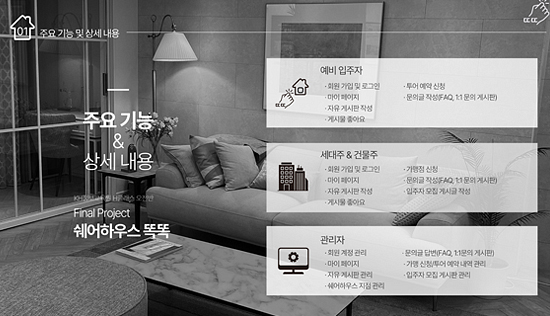 01 주요 기능 및 상세 내용
또또
주요 기능
&
상세 내용
Final Project
쉐어하우스 똑똑
예비 입주자
· 회원 가입 및 로그인
· 마이 페이지
· 자유 게시판 작성
· 게시물 좋아요
· 투어 예약 신청
· 문의글 작성(FAQ, 1:1 문의 게시판)
세대주 & 건물주
· 회원 가입 및 로그인
· 마이 페이지
· 자유 게시판 작성
· 게시물 좋아요
· 가맹점 신청
· 문의글 작성(FAQ, 1:1 문의 게시판)
· 입주자 모집 게시글 작성
관리자
· 회원 계정 관리
· 마이 페이지
· 자유 게시판 관리
· 쉐어하우스 지점 관리
· 문의글 답변(FAQ, 1:1 문의 게시판)
· 가맹 신청/투어 예약 내역 관리
· 입주자 모집 게시판 관리